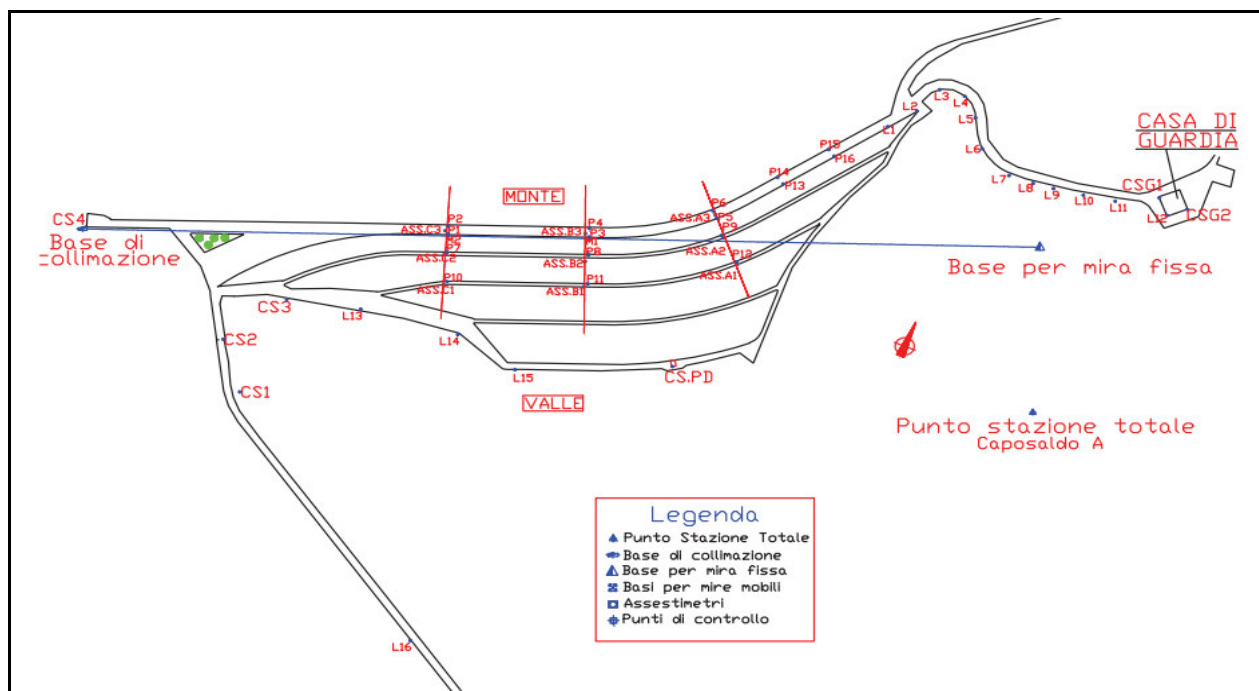 L3
L4
L2
L5
L1
CASA DI
GUARDIA
P15
P16
L6
P14
P13
L7
L8
L9
L10
L11
CSG1
L12
CSG2
MONTE
P6
P5
ASS.A3
P2
P4
CS4
ASS.C3
P1
ASS.B3
P3
M1
P9
Base di
collimazione
P7
ASS.C2
P8
ASS.B2
ASS.A2
P12
ASS.A1
Base per mira fissa
P10
ASS.C1
P11
ASS.B1
CS3
L13
CS2
L14
L15
CS.PD
CS1
VALLE
Punto stazione totale
Caposaldo A
Legenda
Punto Stazione Totale
Base di collimazione
Base per mira fissa
Basi per mire mobili
Assestimetri
Punti di controllo
L16